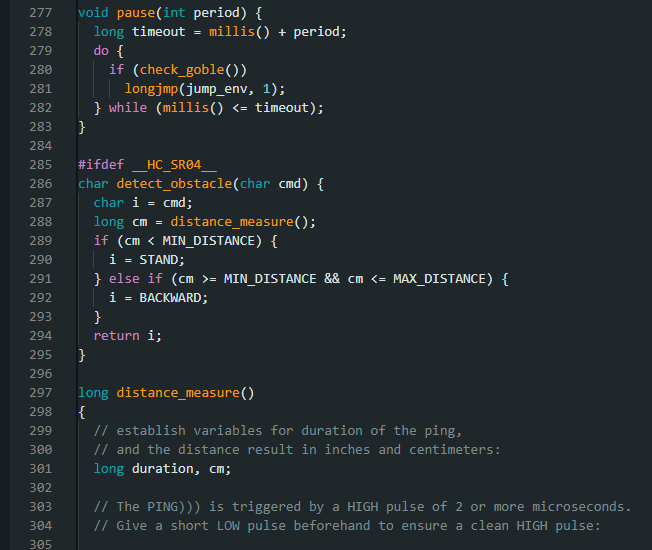 277 void pause(int period) {
278   long timeout = millis() + period;
279   do {
280     if (check_goble())
281       longjmp(jump_env, 1);
282   } while (millis() <= timeout);
283 }
284
285 #ifdef __HC_SR04__
286 char detect_obstacle(char cmd) {
287   char i = cmd;
288   long cm = distance_measure();
289   if (cm < MIN_DISTANCE) {
290     i = STAND;
291   } else if (cm >= MIN_DISTANCE && cm <= MAX_DISTANCE) {
292     i = BACKWARD;
293   }
294   return i;
295 }
296
297 long distance_measure()
298 {
299   // establish variables for duration of the ping,
300   // and the distance result in inches and centimeters:
301   long duration, cm;
302
303   // The PING))) is triggered by a HIGH pulse of 2 or more microseconds.
304   // Give a short LOW pulse beforehand to ensure a clean HIGH pulse:
305